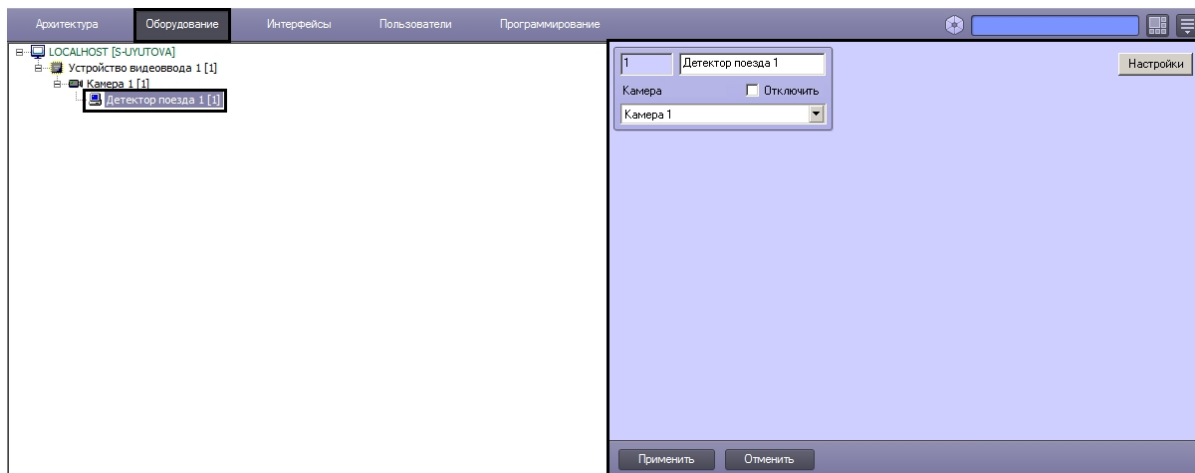 Архитектура Оборудование Интерфейсы Пользователи Программирование
LOCALHOST [S-UYUTOVA]
Устройство видеоввода 1 [1]
Камера 1 [1]
Детектор поезда 1 [1]
1 Детектор поезда 1
Настройки
Камера Отключить
Камера 1
Применить Отменить